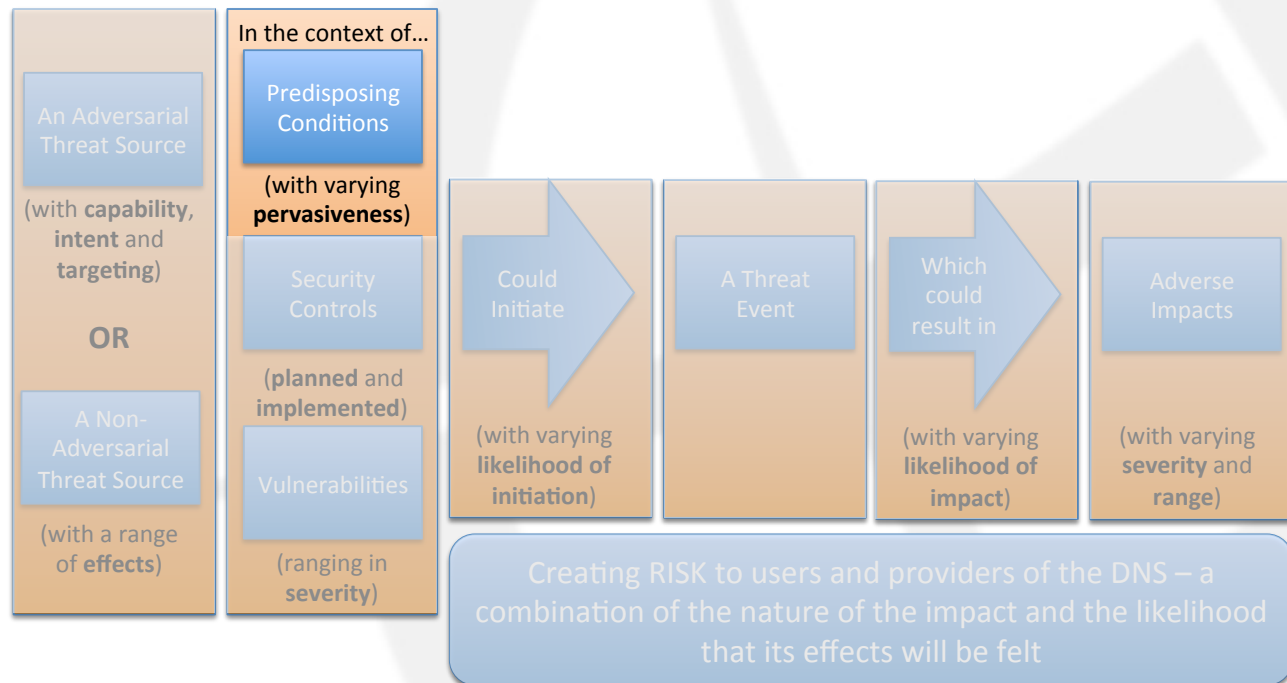 An Adversarial
Threat Source
(with capability,
intent and
targeting)
OR
A Non-
Adversarial
Threat Source
(with a range
of effects)
In the context of…
Predisposing
Conditions
(with varying
pervasiveness)
Security
Controls
(planned and
implemented)
Vulnerabilities
(ranging in
severity)
Could
Initiate
(with varying
likelihood of
initiation)
A Threat
Event
Which
could
result in
(with varying
likelihood of
impact)
Adverse
Impacts
(with varying
severity and
range)
Creating RISK to users and providers of the DNS – a
combination of the nature of the impact and the likelihood
that its effects will be felt